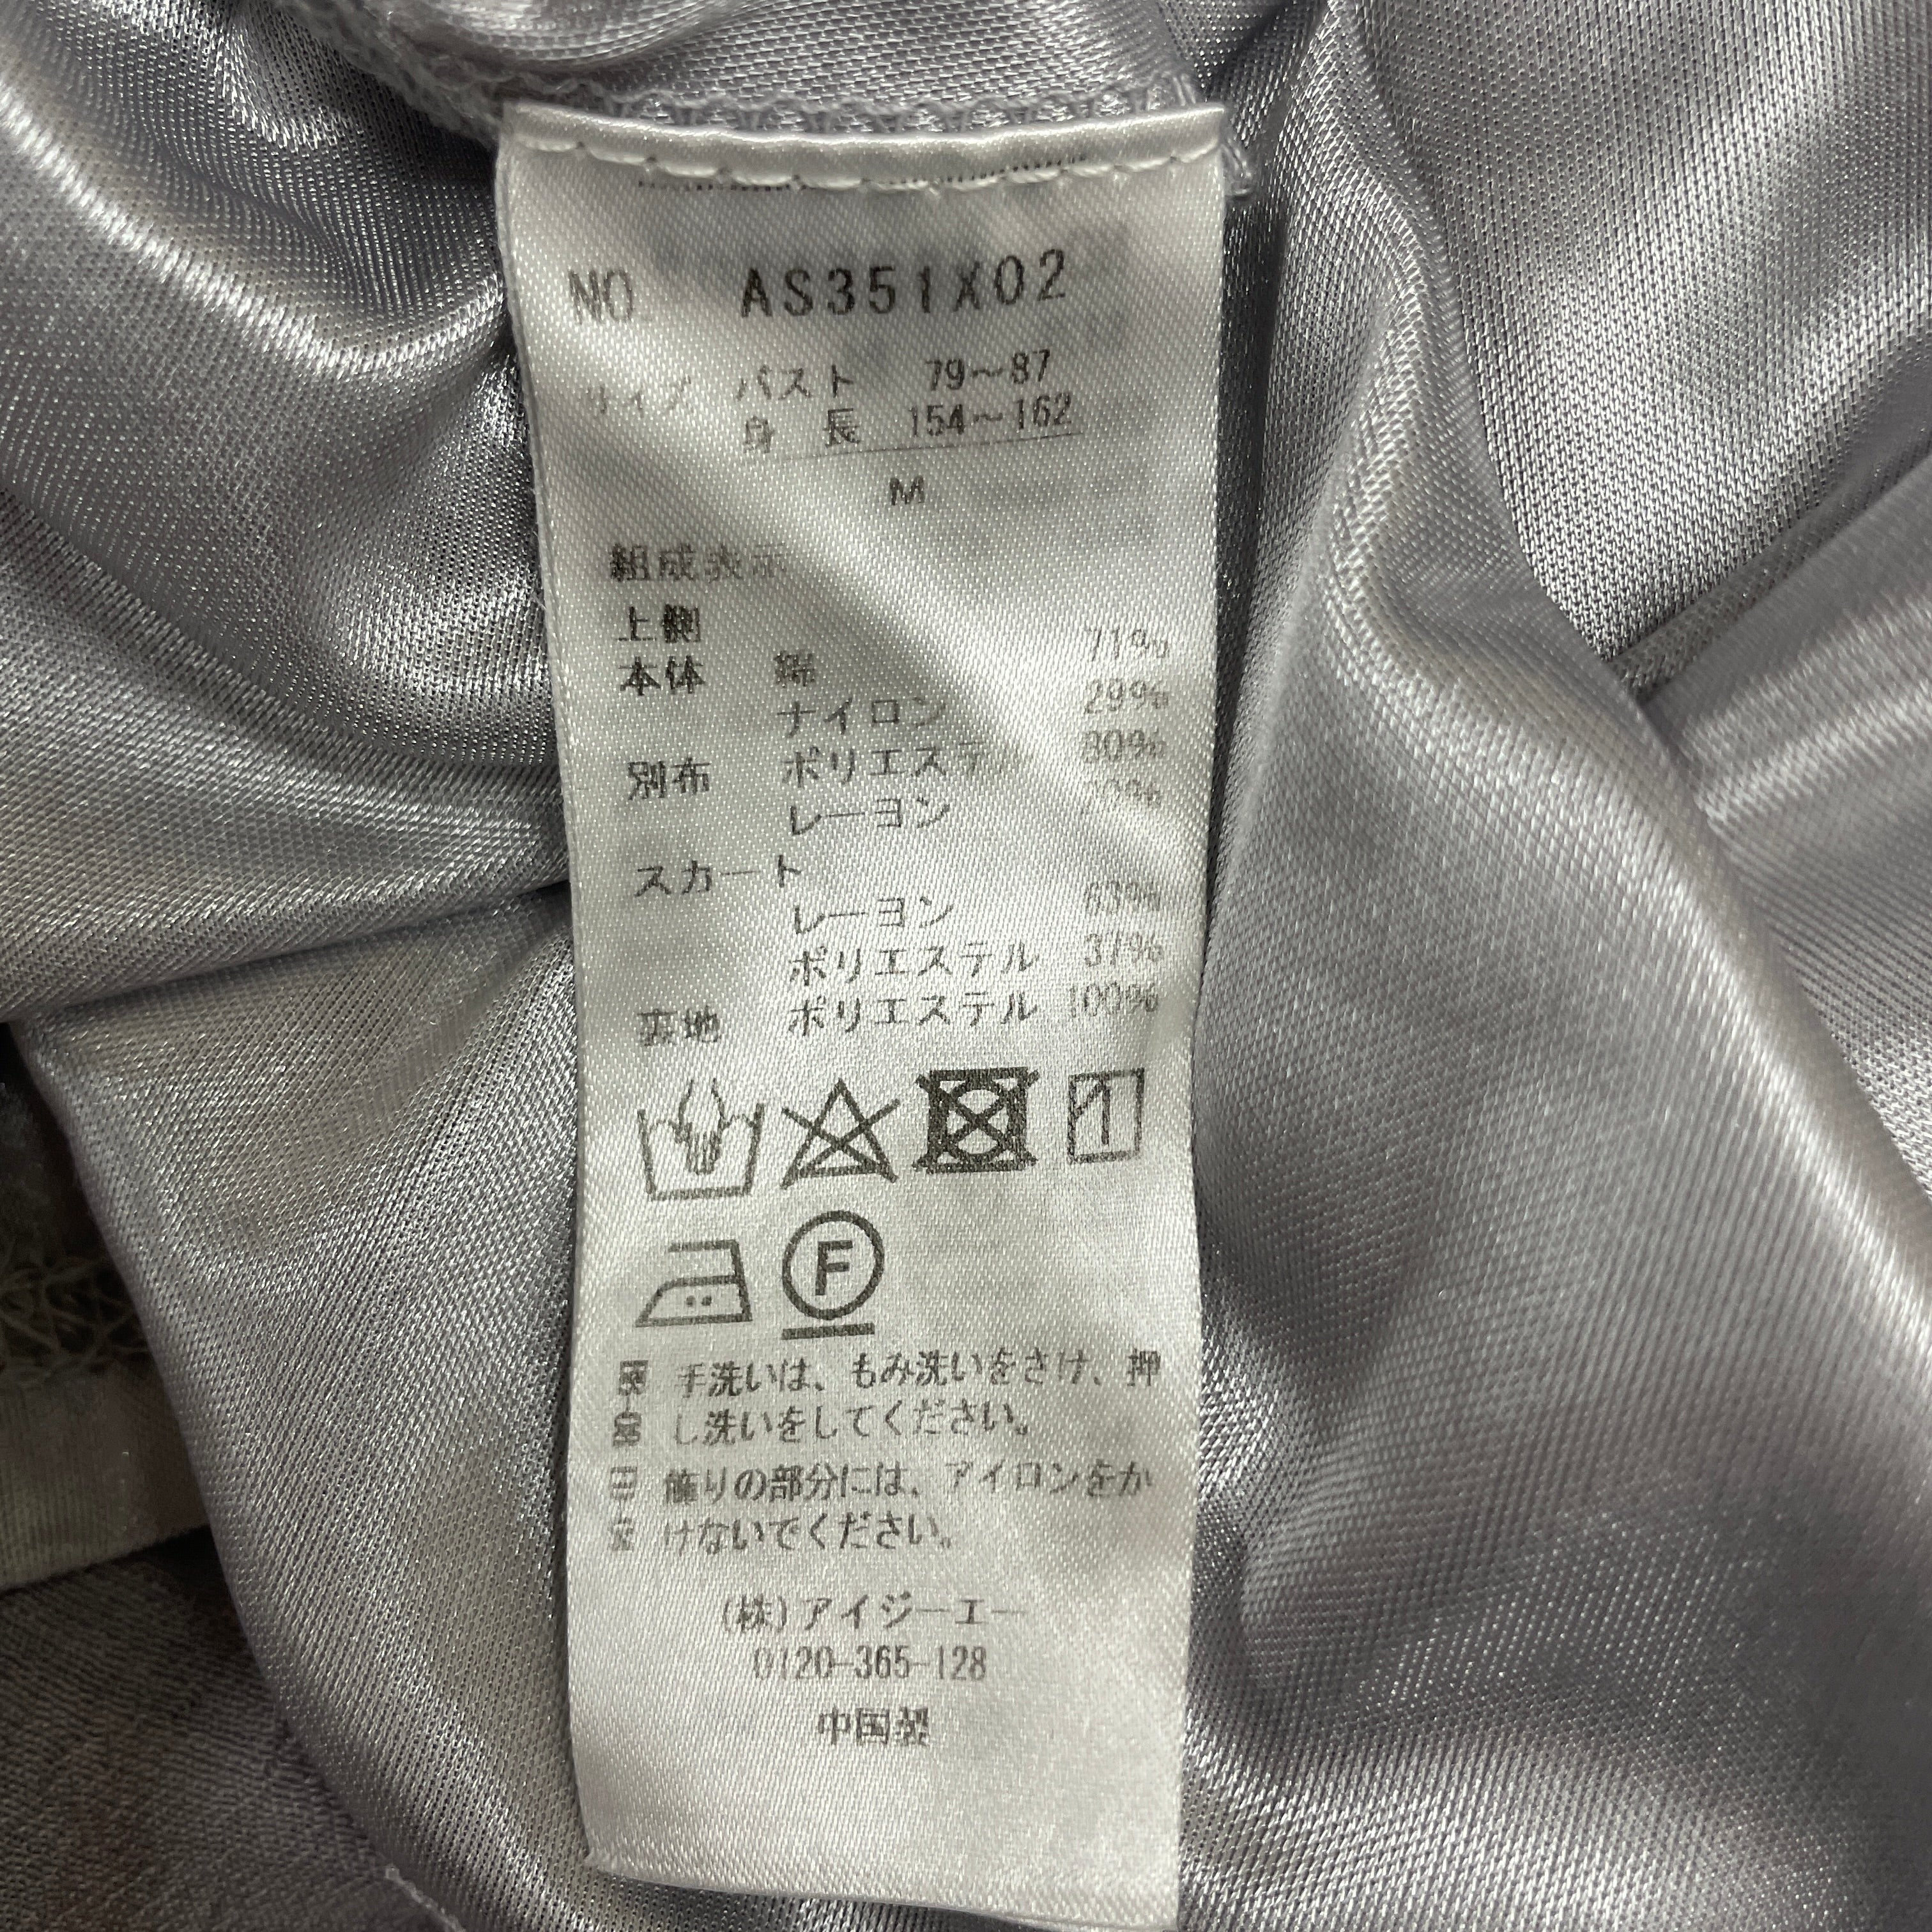 NO. AS351X02
サイズ バスト 79～87
身 長 154～162
M
組成表示
上側
本体 綿 71%
ナイロン 29%
別布 ポリエステル 80%
レーヨン
スカート
レーヨン 63%
ポリエステル 37%
裏地 ポリエステル 100%
F
手洗いは、もみ洗いをさけ、押
し洗いをしてください。
飾りの部分には、アイロンをか
けないでください。
(株)アイジーエー
0120-365-128
中国製